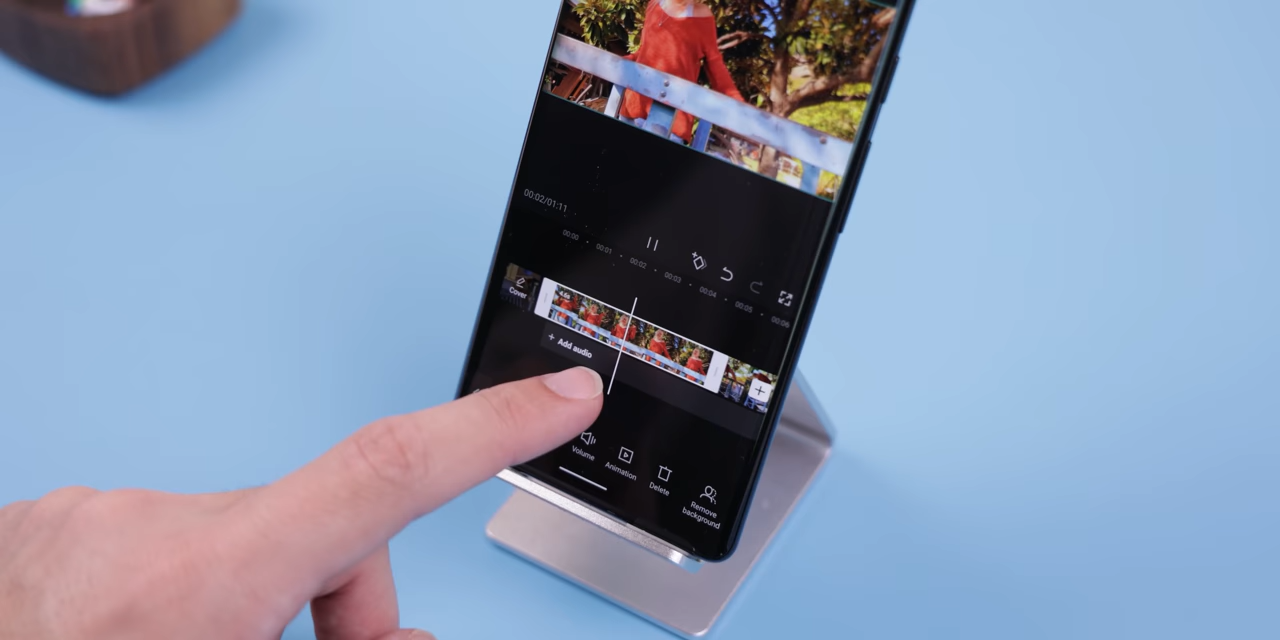 00:02/01:11
00:00
00:01
00:02
00:03
00:04
00:05
00:06
Cover
+ Add audio
Volume
Animation
Delete
Remove
background